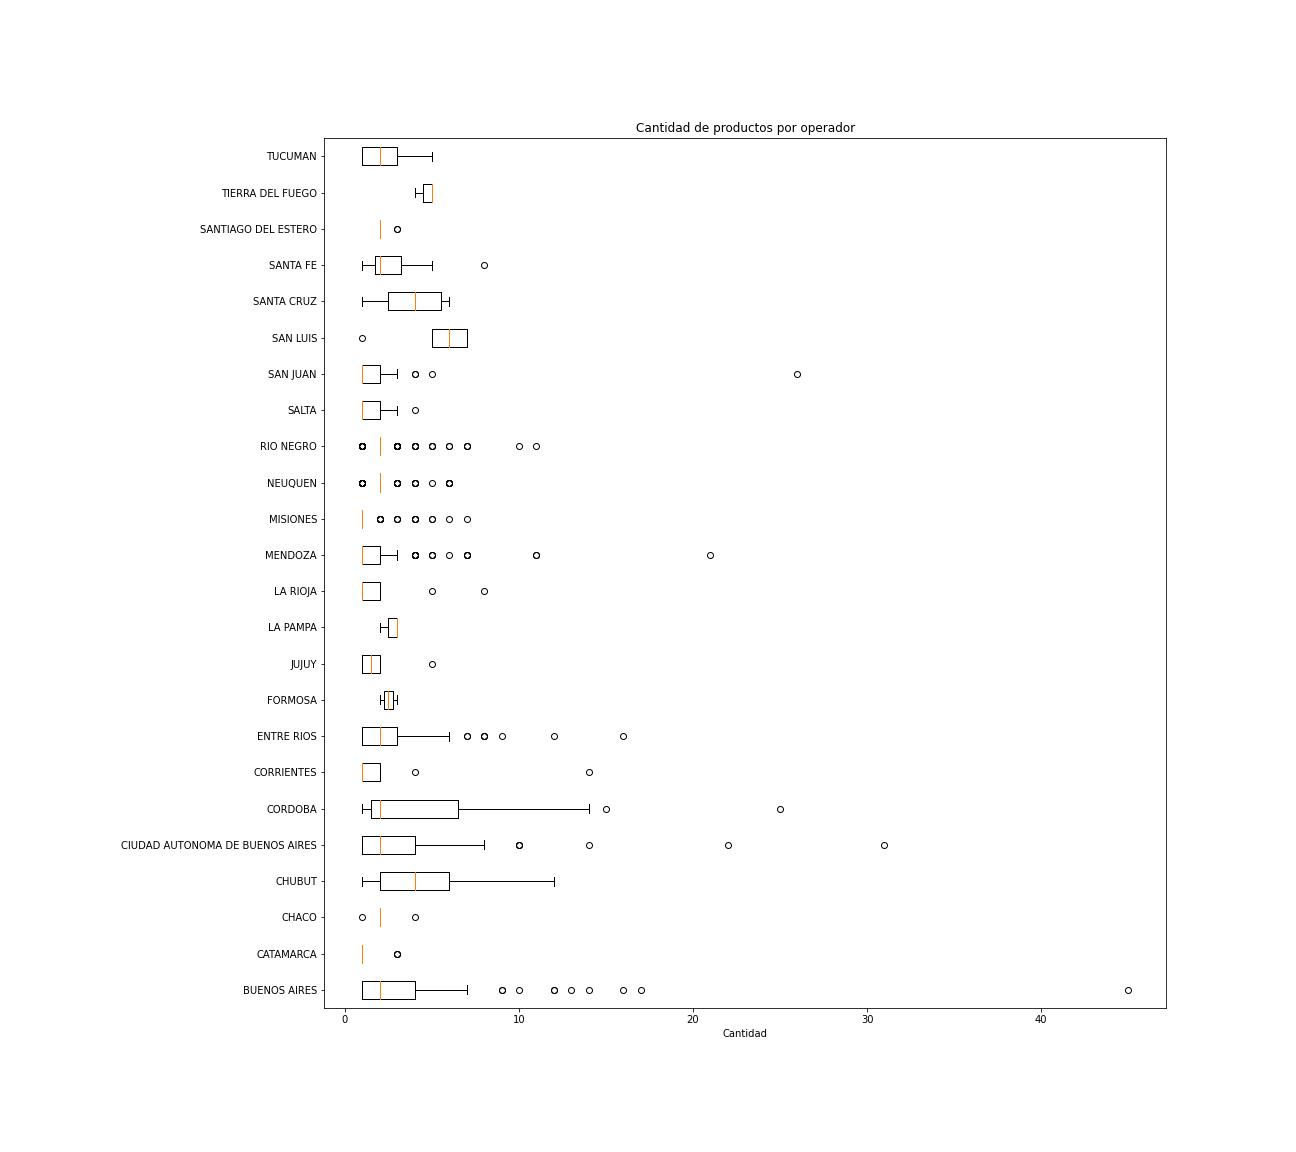 Cantidad de productos por operador
TUCUMAN
TIERRA DEL FUEGO
SANTIAGO DEL ESTERO
SANTA FE
SANTA CRUZ
SAN LUIS
SAN JUAN
SALTA
RIO NEGRO
NEUQUEN
MISIONES
MENDOZA
LA RIOJA
LA PAMPA
JUJUY
FORMOSA
ENTRE RIOS
CORRIENTES
CORDOBA
CIUDAD AUTONOMA DE BUENOS AIRES
CHUBUT
CHACO
CATAMARCA
BUENOS AIRES
0 10 20 30 40
Cantidad